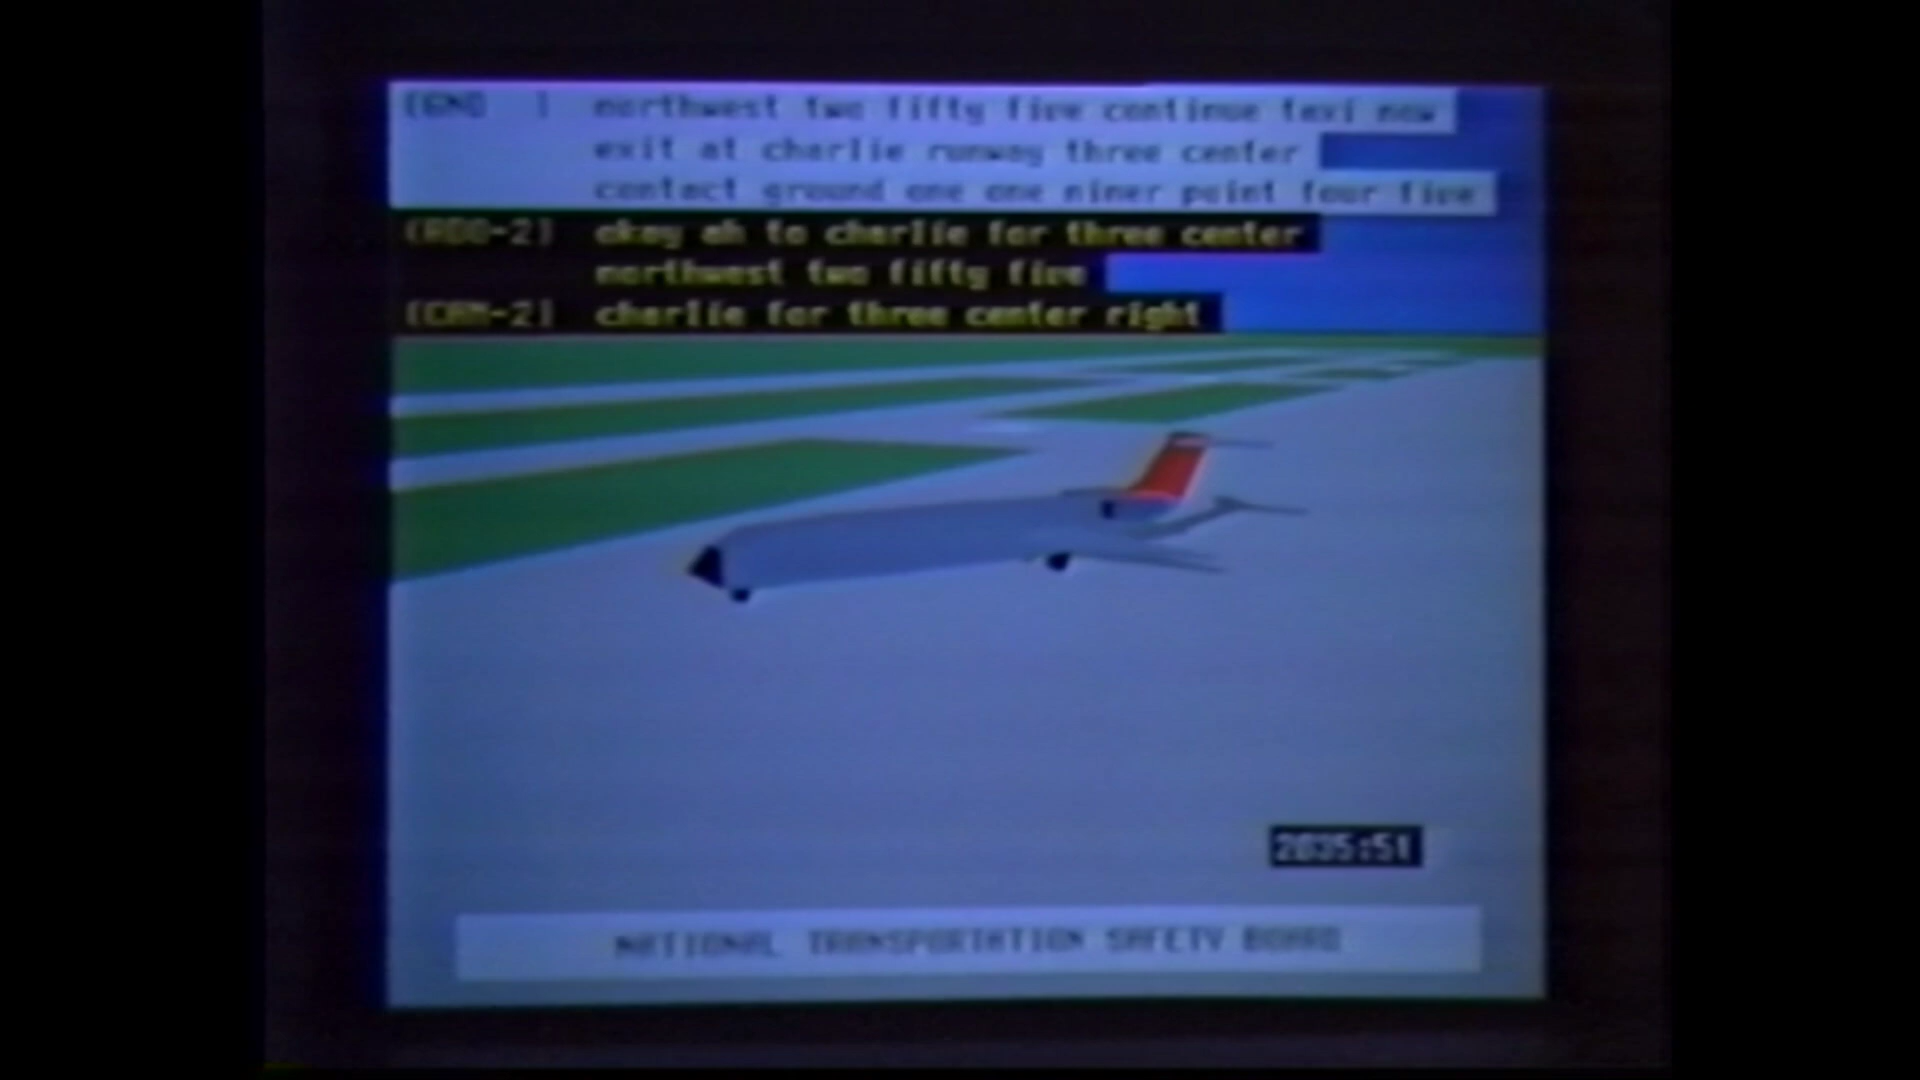 (GND  ) northwest two fifty five continue taxi now
exit at charlie runway three center
contact ground one one niner point four five
(RDO-2) okay ah to charlie for three center
northwest two fifty five
(CAM-2) charlie for three center right
2035:51
NATIONAL TRANSPORTATION SAFETY BOARD